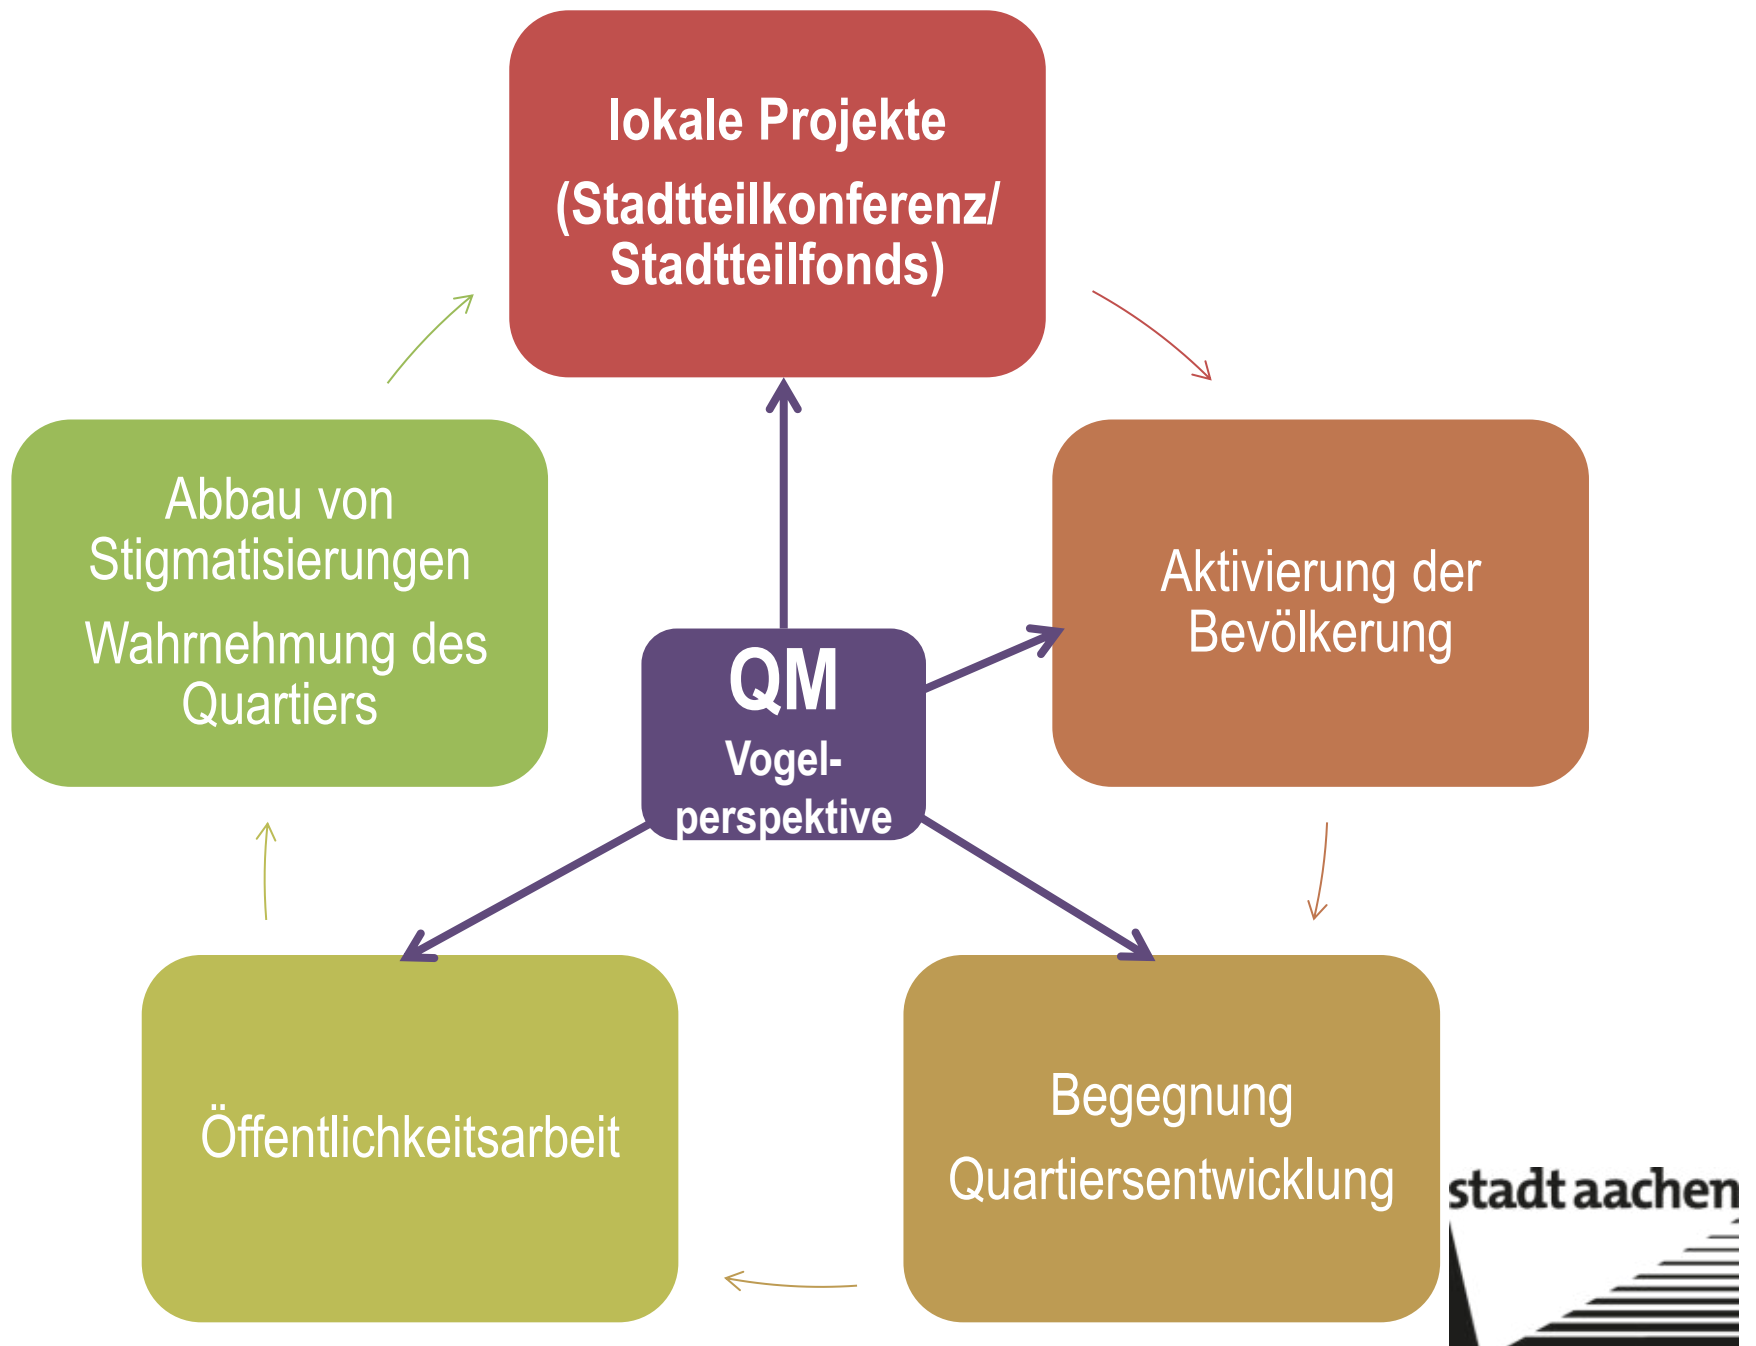 lokale Projekte
(Stadtteilkonferenz/
Stadtteilfonds)
Aktivierung der
Bevölkerung
Begegnung
Quartiersentwicklung
Öffentlichkeitsarbeit
Abbau von
Stigmatisierungen
Wahrnehmung des
Quartiers
QM
Vogel-
perspektive
stadt aachen